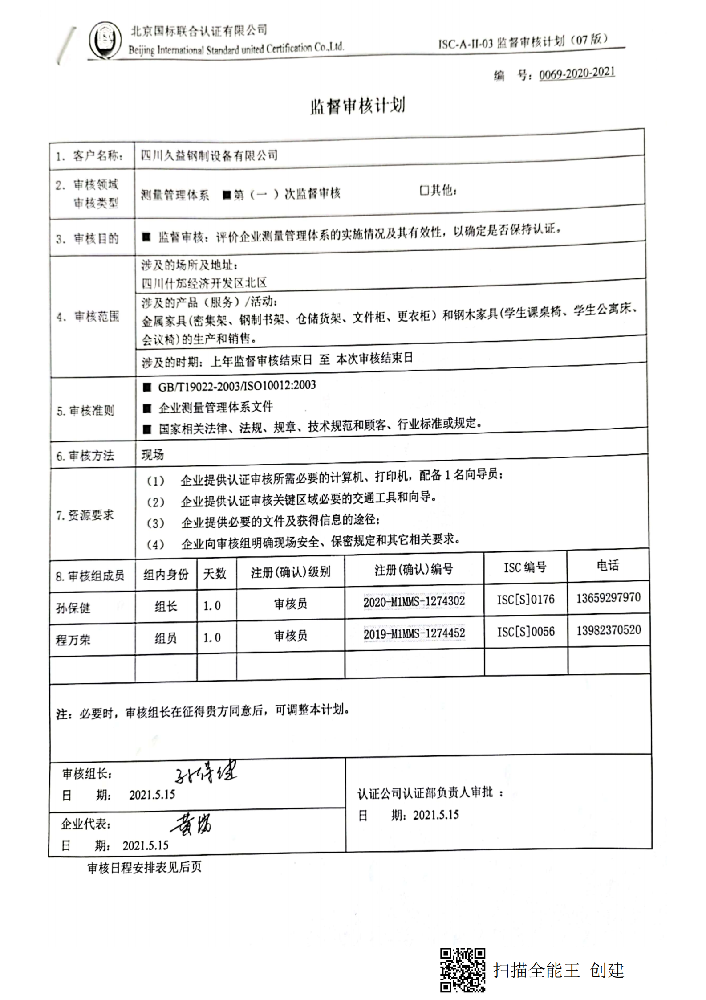 北京国标联合认证有限公司
Beijing International Standard united Certification Co.,Ltd.
ISC-A-II-03 监督审核计划（07 版）
编 号：0069-2020-2021
监督审核计划
1. 客户名称： 四川久益钢制设备有限公司
2. 审核领域
审核类型
测量管理体系 ■第（一 ）次监督审核 □其他：
3. 审核目的 ■ 监督审核：评价企业测量管理体系的实施情况及其有效性，以确定是否保持认证。
4. 审核范围
涉及的场所及地址：
四川什邡经济开发区北区
涉及的产品（服务）/活动：
金属家具(密集架、钢制书架、仓储货架、文件柜、更衣柜）和钢木家具(学生课桌椅、学生公寓床、
会议椅)的生产和销售。
涉及的时期：上年监督审核结束日 至 本次审核结束日
5.审核准则
■ GB/T19022-2003/ISO10012:2003
■ 企业测量管理体系文件
■ 国家相关法律、法规、规章、技术规范和顾客、行业标准或规定。
6.审核方法 现场
7.资源要求
（1） 企业提供认证审核所需必要的计算机、打印机，配备 1 名向导员；
（2） 企业提供认证审核关键区域必要的交通工具和向导。
（3） 企业提供必要的文件及获得信息的途径；
（4） 企业向审核组明确现场安全、保密规定和其它相关要求。
8.审核组成员 组内身份 天数 注册(确认)级别 注册(确认)编号 ISC 编号 电话
孙保健 组长 1.0 审核员 2020-M1MMS-1274302 ISC[S]0176 13659297970
程万荣 组员 1.0 审核员 2019-M1MMS-1274452 ISC[S]0056 13982370520
注：必要时，审核组长在征得贵方同意后，可调整本计划。
审核组长： 孙保健
日 期： 2021.5.15
企业代表：
日 期： 2021.5.15
认证公司认证部负责人审批 ：
日 期：2021.5.15
审核日程安排表见后页
扫描全能王 创建